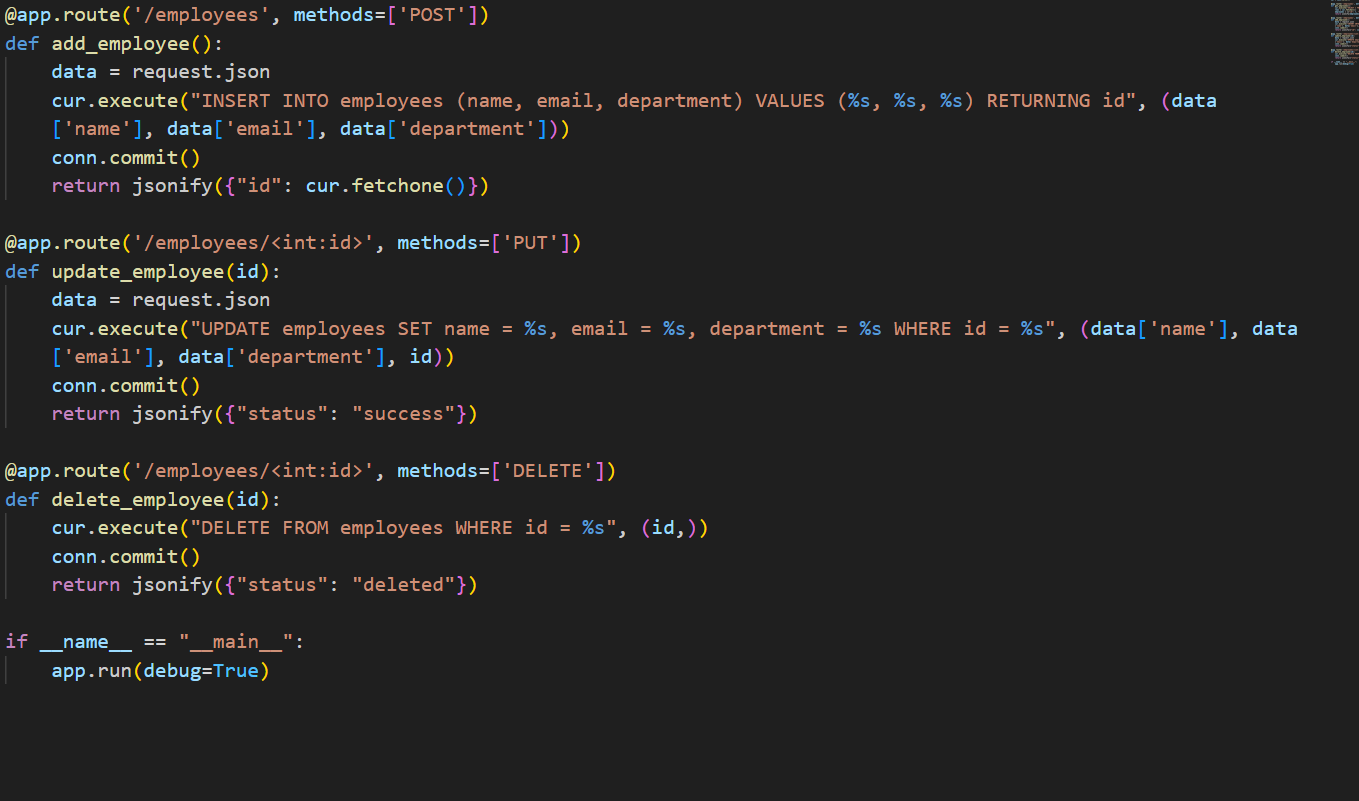 @app.route('/employees', methods=['POST'])
def add_employee():
    data = request.json
    cur.execute("INSERT INTO employees (name, email, department) VALUES (%s, %s, %s) RETURNING id", (data
    ['name'], data['email'], data['department']))
    conn.commit()
    return jsonify({"id": cur.fetchone()})

@app.route('/employees/<int:id>', methods=['PUT'])
def update_employee(id):
    data = request.json
    cur.execute("UPDATE employees SET name = %s, email = %s, department = %s WHERE id = %s", (data['name'], data
    ['email'], data['department'], id))
    conn.commit()
    return jsonify({"status": "success"})

@app.route('/employees/<int:id>', methods=['DELETE'])
def delete_employee(id):
    cur.execute("DELETE FROM employees WHERE id = %s", (id,))
    conn.commit()
    return jsonify({"status": "deleted"})

if __name__ == "__main__":
    app.run(debug=True)